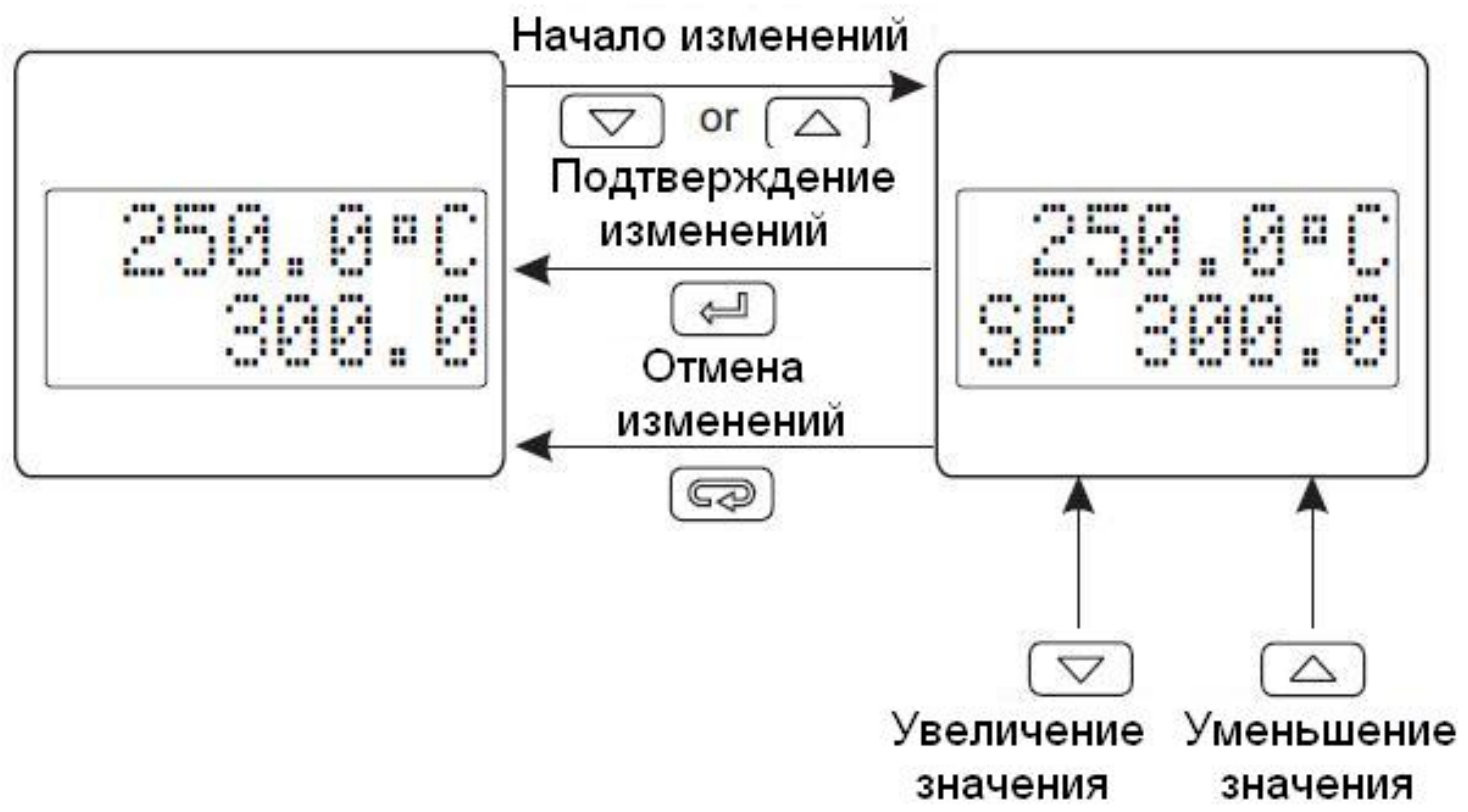 Начало изменений
or
Подтверждение
изменений
250.0°C
300.0
250.0°C
SP 300.0
Отмена
изменений
Увеличение
значения
Уменьшение
значения